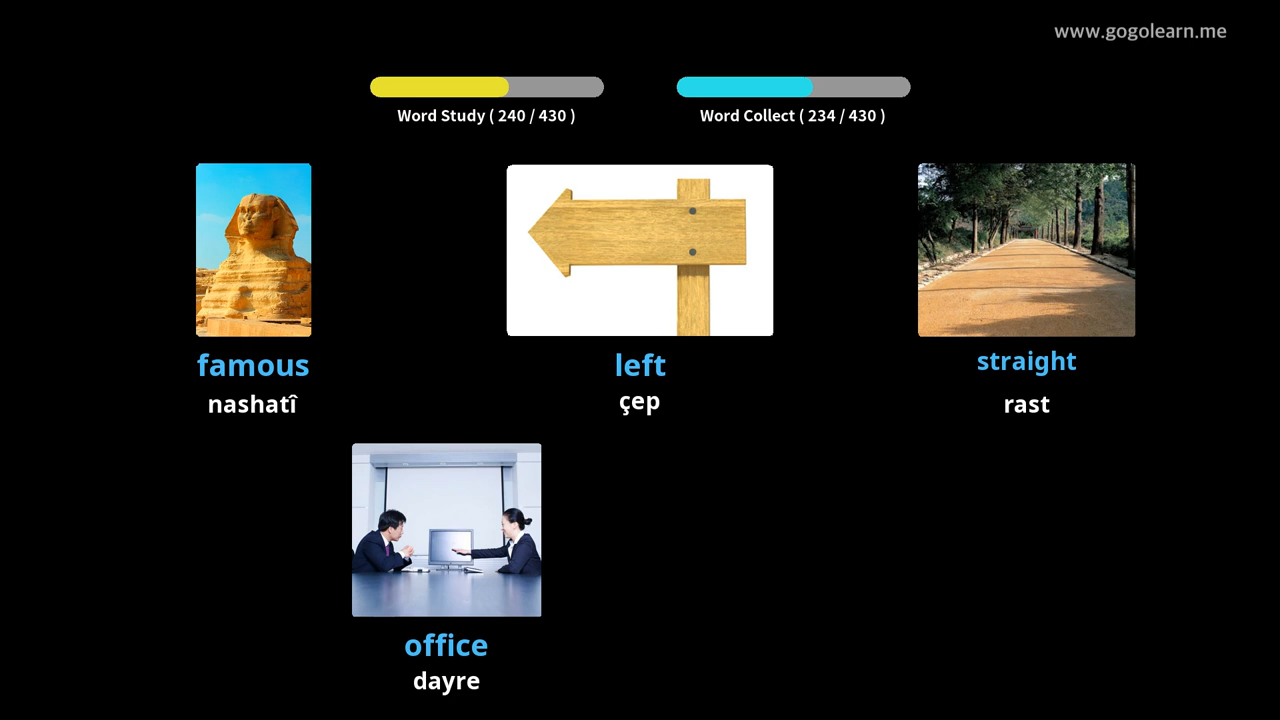 www.gogolearn.me
Word Study ( 240 / 430 )
Word Collect ( 234 / 430 )
famous
nashatî
left
çep
straight
rast
office
dayre